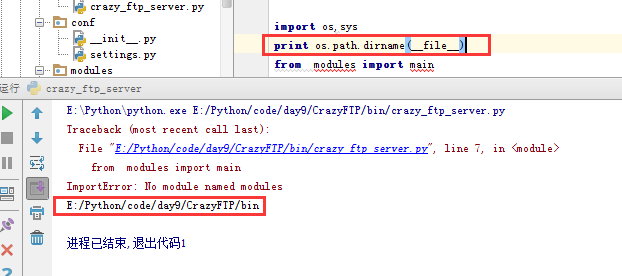 crazy_ftp_server.py
conf
__init__.py
settings.py
modules
import os,sys
print os.path.dirname(__file__)
from  modules import main
运行
crazy_ftp_server
E:\Python\python.exe E:/Python/code/day9/CrazyFTP/bin/crazy_ftp_server.py
Traceback (most recent call last):
File "E:/Python/code/day9/CrazyFTP/bin/crazy_ftp_server.py", line 7, in <module>
from  modules import main
ImportError: No module named modules
E:/Python/code/day9/CrazyFTP/bin
进程已结束,退出代码1